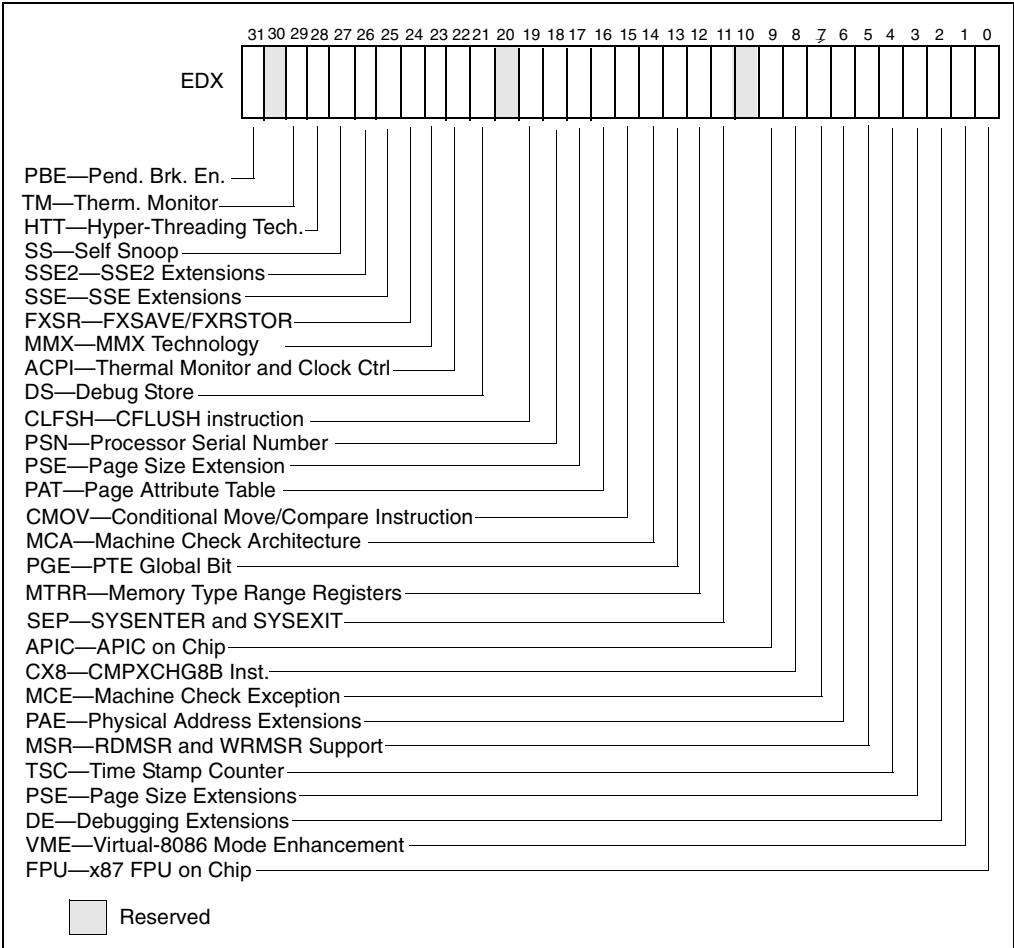 31 30 29 28 27 26 25 24 23 22 21 20 19 18 17 16 15 14 13 12 11 10 9 8 7 6 5 4 3 2 1 0
EDX
PBE—Pend. Brk. En.
TM—Therm. Monitor
HTT—Hyper-Threading Tech.
SS—Self Snoop
SSE2—SSE2 Extensions
SSE—SSE Extensions
FXSR—FXSAVE/FXRSTOR
MMX—MMX Technology
ACPI—Thermal Monitor and Clock Ctrl
DS—Debug Store
CLFSH—CFLUSH instruction
PSN—Processor Serial Number
PSE—Page Size Extension
PAT—Page Attribute Table
CMOV—Conditional Move/Compare Instruction
MCA—Machine Check Architecture
PGE—PTE Global Bit
MTRR—Memory Type Range Registers
SEP—SYSENTER and SYSEXIT
APIC—APIC on Chip
CX8—CMPXCHG8B Inst.
MCE—Machine Check Exception
PAE—Physical Address Extensions
MSR—RDMSR and WRMSR Support
TSC—Time Stamp Counter
PSE—Page Size Extensions
DE—Debugging Extensions
VME—Virtual-8086 Mode Enhancement
FPU—x87 FPU on Chip
Reserved